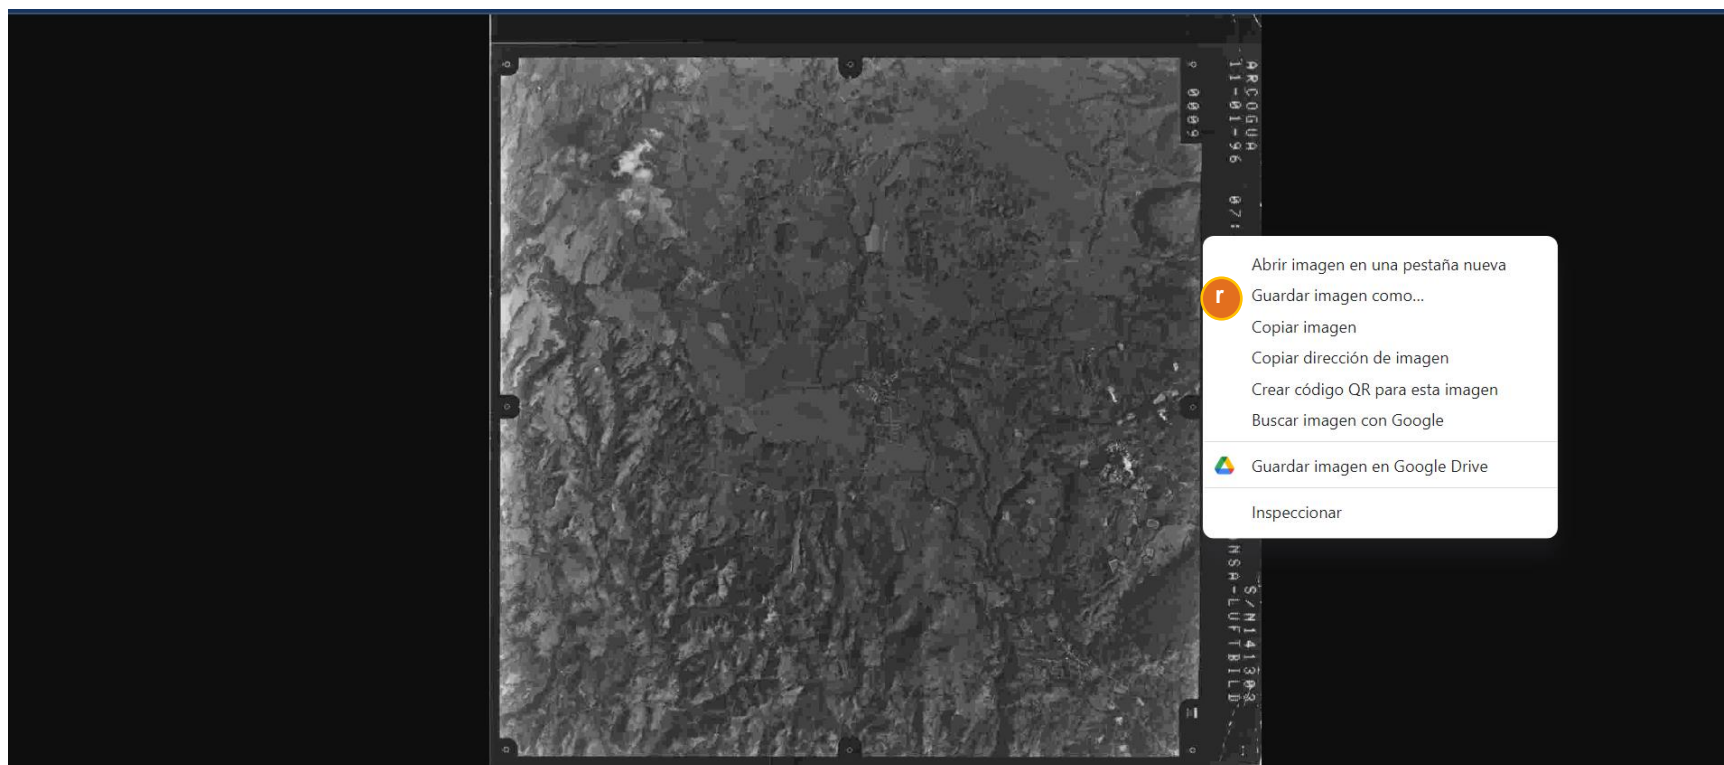 ARCOGUA
11-01-96 07:
0009
r
Abrir imagen en una pestaña nueva
Guardar imagen como...
Copiar imagen
Copiar dirección de imagen
Crear código QR para esta imagen
Buscar imagen con Google
Guardar imagen en Google Drive
Inspeccionar
S/N141303
NSA-LUFTBILD